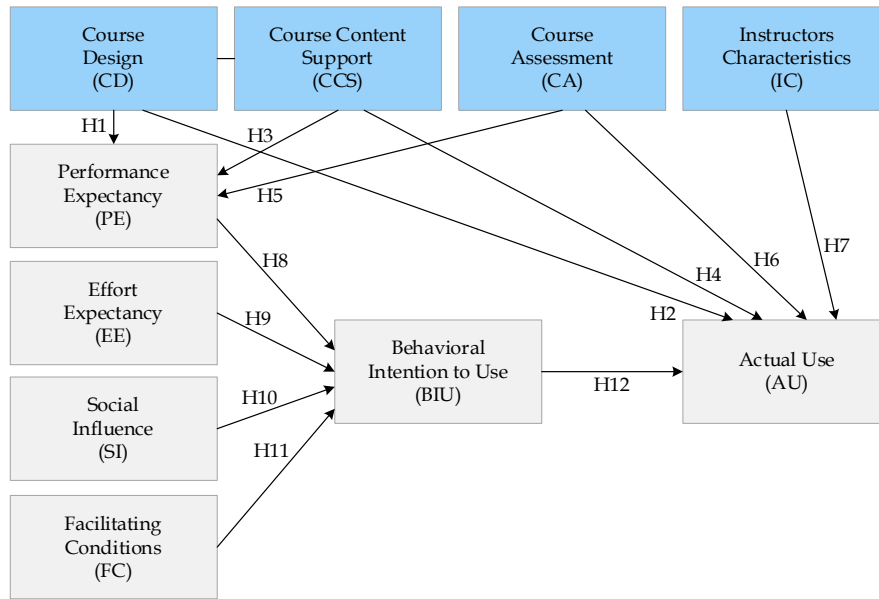 Course
Design
(CD)
Course Content
Support
(CCS)
Course
Assessment
(CA)
Instructors
Characteristics
(IC)
H1
H3
H5
Performance
Expectancy
(PE)
H8
H6
H7
H4
H2
Effort
Expectancy
(EE)
H9
Behavioral
Intention to Use
(BIU)
H12
Actual Use
(AU)
Social
Influence
(SI)
H10
H11
Facilitating
Conditions
(FC)